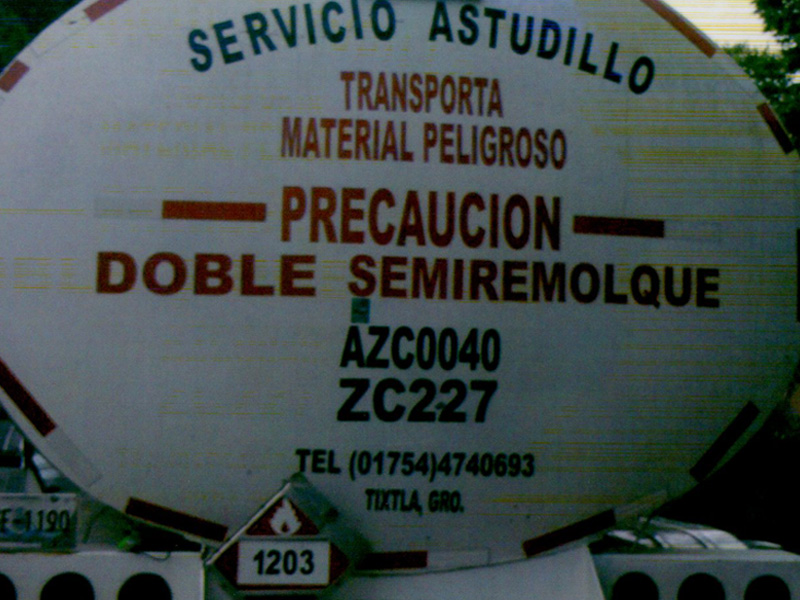 SERVICIO ASTUDILLO
TRANSPORTA
MATERIAL PELIGROSO
PRECAUCION
DOBLE SEMIREMOLQUE
AZC0040
ZC227
TEL (01754)4740693
TIXTLA, GRO.
1203